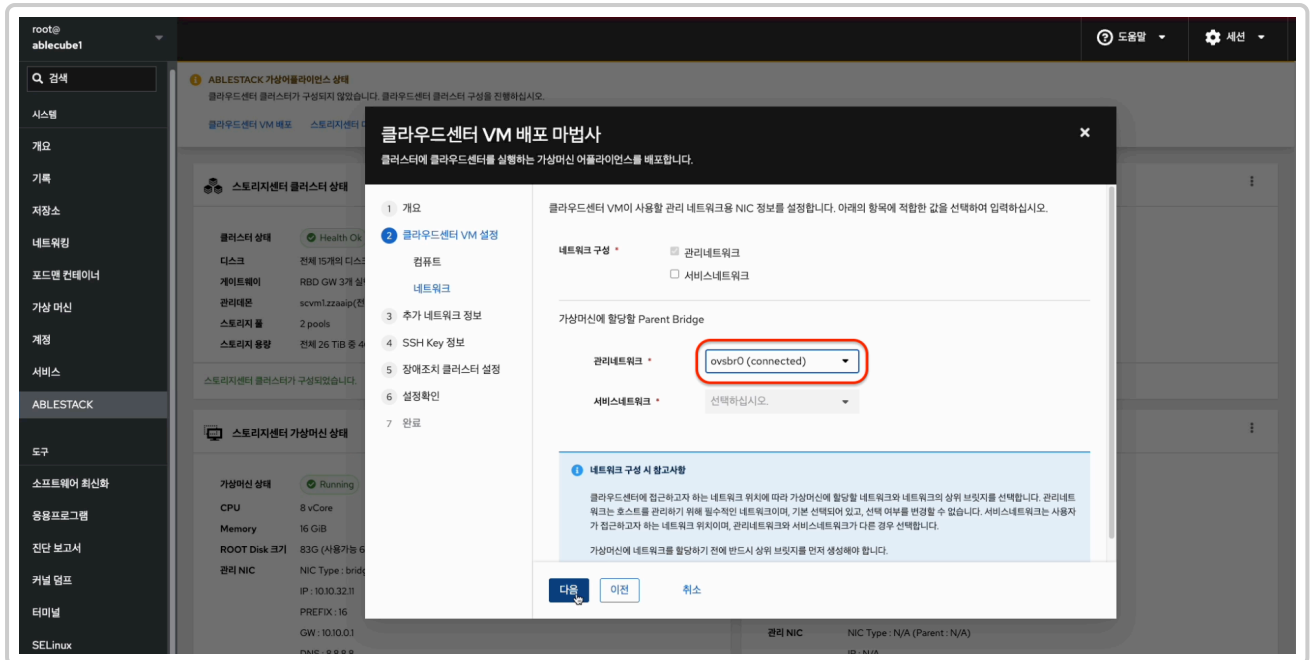 root@
ablecube1
도움말
세션
검색
시스템
개요
기록
저장소
네트워킹
포드맨 컨테이너
가상 머신
계정
서비스
ABLESTACK
도구
소프트웨어 최신화
응용프로그램
진단 보고서
커널 덤프
터미널
SELinux
ABLESTACK 가상어플라이언스 상태
클라우드센터 클러스터가 구성되지 않았습니다. 클라우드센터 클러스터 구성을 진행하십시오.
클라우드센터 VM 배포 스토리지센터
스토리지센터 클러스터 상태
클러스터 상태 Health Ok
디스크 전체 15개의 디스
게이트웨이 RBD GW 3개
관리데몬 scvm1.zzaaip(전
스토리지 풀 2 pools
스토리지 용량 전체 26 TiB 중
스토리지센터 클러스터가 구성되었습니다.
스토리지센터 가상머신 상태
가상머신 상태 Running
CPU 8 vCore
Memory 16 GiB
ROOT Disk 크기 83G (사용가능 6
관리 NIC NIC Type : bridg
IP : 10.10.32.11
PREFIX : 16
GW : 10.10.0.1
DNS : 8.8.8.8
클라우드센터 VM 배포 마법사
클러스터에 클라우드센터를 실행하는 가상머신 어플라이언스를 배포합니다.
1 개요
2 클라우드센터 VM 설정
컴퓨트
네트워크
3 추가 네트워크 정보
4 SSH Key 정보
5 장애조치 클러스터 설정
6 설정확인
7 완료
클라우드센터 VM이 사용할 관리 네트워크용 NIC 정보를 설정합니다. 아래의 항목에 적합한 값을 선택하여 입력하십시오.
네트워크 구성 * 관리네트워크
서비스네트워크
가상머신에 할당할 Parent Bridge
관리네트워크 * ovsbr0 (connected)
서비스네트워크 * 선택하십시오.
네트워크 구성 시 참고사항
클라우드센터에 접근하고자 하는 네트워크 위치에 따라 가상머신에 할당할 네트워크와 네트워크의 상위 브릿지를 선택합니다. 관리네트
워크는 호스트를 관리하기 위해 필수적인 네트워크이며, 기본 선택되어 있고, 선택 여부를 변경할 수 없습니다. 서비스네트워크는 사용자
가 접근하고자 하는 네트워크 위치이며, 관리네트워크와 서비스네트워크가 다른 경우 선택합니다.
가상머신에 네트워크를 할당하기 전에 반드시 상위 브릿지를 먼저 생성해야 합니다.
다음 이전 취소
관리 NIC NIC Type : N/A (Parent : N/A)
IP : N/A